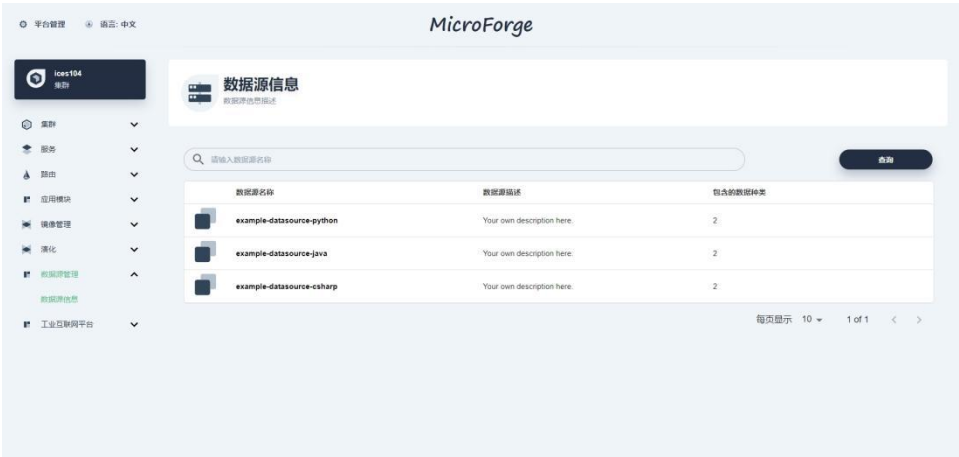 平台管理 语言: 中文
MicroForge
ices104
集群
数据源信息
数据源信息描述
集群
服务
路由
应用模块
镜像管理
演化
数据源管理
数据源信息
工业互联网平台
请输入数据源名称
查询
数据源名称 数据源描述 包含的数据种类
example-datasource-python Your own description here. 2
example-datasource-java Your own description here. 2
example-datasource-csharp Your own description here. 2
每页显示 10 1 of 1